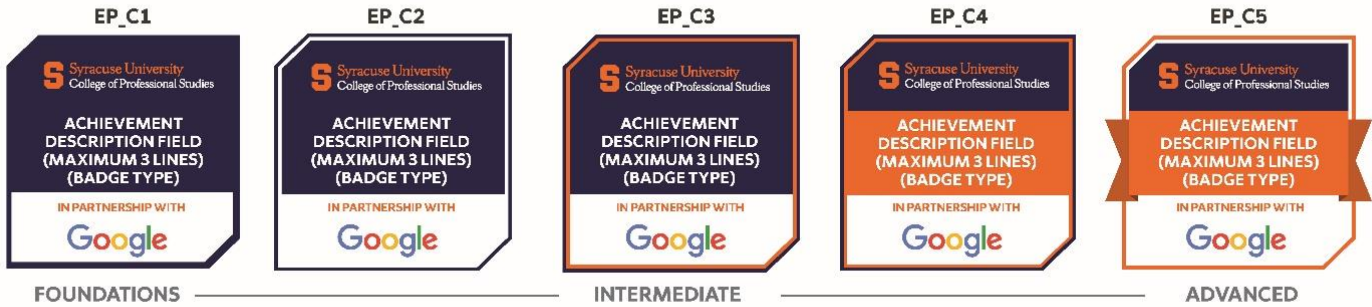 EP_C1
EP_C2
EP_C3
EP_C4
EP_C5
S Syracuse University
College of Professional Studies
ACHIEVEMENT
DESCRIPTION FIELD
(MAXIMUM 3 LINES)
(BADGE TYPE)
IN PARTNERSHIP WITH
Google
S Syracuse University
College of Professional Studies
ACHIEVEMENT
DESCRIPTION FIELD
(MAXIMUM 3 LINES)
(BADGE TYPE)
IN PARTNERSHIP WITH
Google
S Syracuse University
College of Professional Studies
ACHIEVEMENT
DESCRIPTION FIELD
(MAXIMUM 3 LINES)
(BADGE TYPE)
IN PARTNERSHIP WITH
Google
S Syracuse University
College of Professional Studies
ACHIEVEMENT
DESCRIPTION FIELD
(MAXIMUM 3 LINES)
(BADGE TYPE)
IN PARTNERSHIP WITH
Google
S Syracuse University
College of Professional Studies
ACHIEVEMENT
DESCRIPTION FIELD
(MAXIMUM 3 LINES)
(BADGE TYPE)
IN PARTNERSHIP WITH
Google
FOUNDATIONS
INTERMEDIATE
ADVANCED